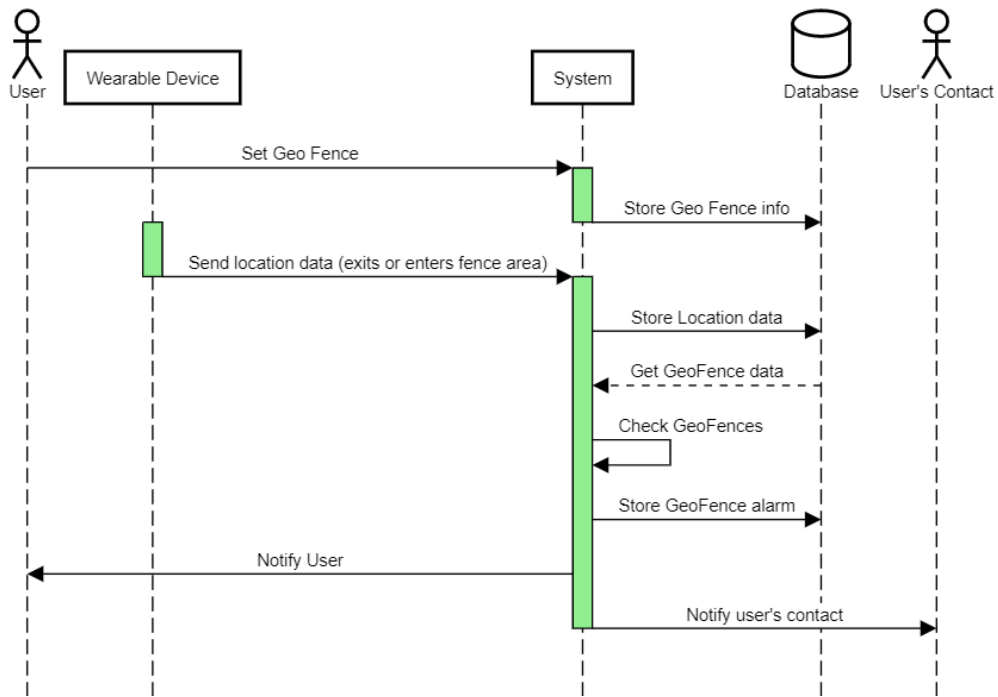 Wearable Device
System
User
Database
User's Contact
Set Geo Fence
Store Geo Fence info
Send location data (exits or enters fence area)
Store Location data
Get GeoFence data
Check GeoFences
Store GeoFence alarm
Notify User
Notify user's contact